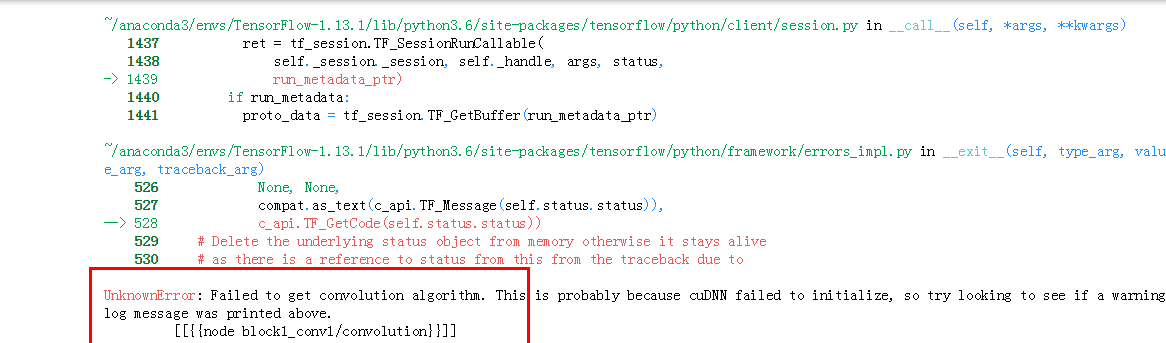 ~/anaconda3/envs/TensorFlow-1.13.1/lib/python3.6/site-packages/tensorflow/python/client/session.py in __call__(self, *args, **kwargs)
1437 ret = tf_session.TF_SessionRunCallable(
1438 self._session._session, self._handle, args, status,
-> 1439 run_metadata_ptr)
1440 if run_metadata:
1441 proto_data = tf_session.TF_GetBuffer(run_metadata_ptr)
~/anaconda3/envs/TensorFlow-1.13.1/lib/python3.6/site-packages/tensorflow/python/framework/errors_impl.py in __exit__(self, type_arg, valu
e_arg, traceback_arg)
526 None, None,
527 compat.as_text(c_api.TF_Message(self.status.status)),
--> 528 c_api.TF_GetCode(self.status.status))
529 # Delete the underlying status object from memory otherwise it stays alive
530 # as there is a reference to status from this from the traceback due to
UnknownError: Failed to get convolution algorithm. This is probably because cuDNN failed to initialize, so try looking to see if a warning
log message was printed above.
[[{{node block1_conv1/convolution}}]]